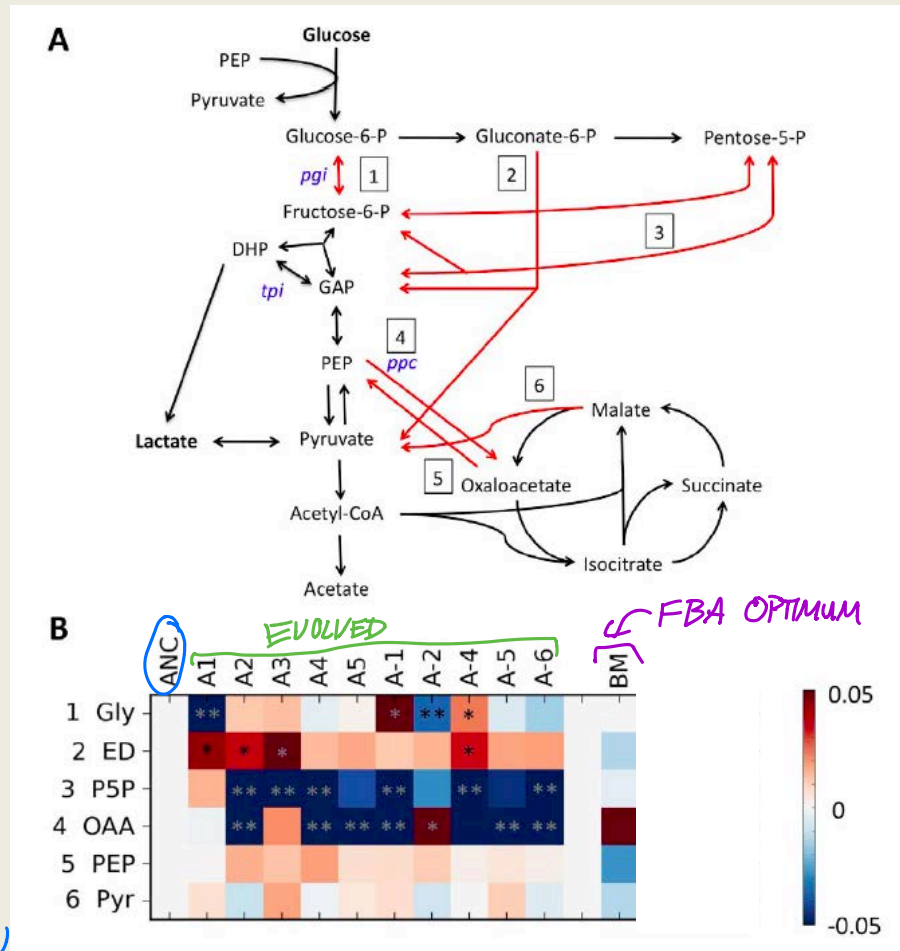 A
Glucose
PEP
Pyruvate
Glucose-6-P
Gluconate-6-P
Pentose-5-P
pgi
1
2
Fructose-6-P
3
DHP
tpi
GAP
4
PEP
ppc
6
Malate
Lactate
Pyruvate
5
Oxaloacetate
Succinate
Acetyl-CoA
Isocitrate
Acetate
FBA OPTIMUM
B
EVOLVED
ANC A1 A2 A3 A4 A5 A-1 A-2 A-4 A-5 A-6 BM
0.05
1 Gly ** * ** *
2 ED * * * *
3 P5P ** ** ** ** ** **
0
4 OAA ** ** ** ** * ** **
5 PEP
6 Pyr
-0.05
)